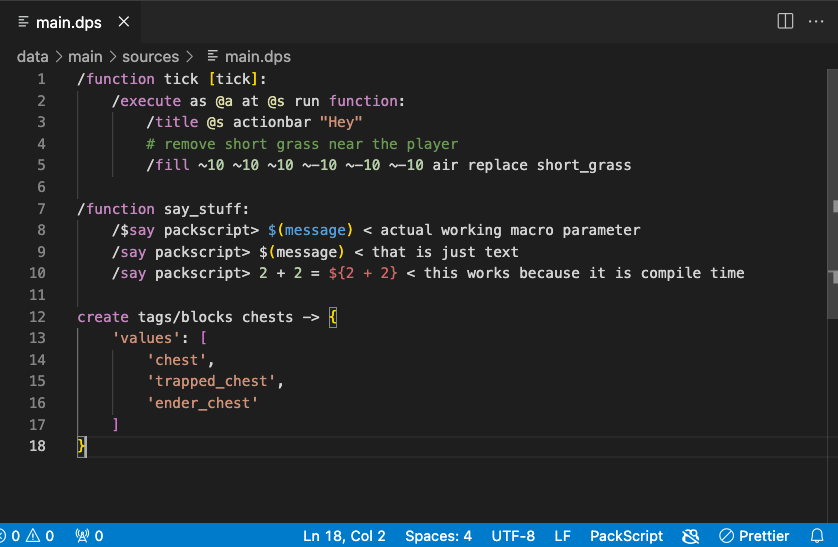 main.dps
data > main > sources > main.dps
1 /function tick [tick]:
2 /execute as @a at @s run function:
3 /title @s actionbar "Hey"
4 # remove short grass near the player
5 /fill ~10 ~10 ~10 ~-10 ~-10 ~-10 air replace short_grass
6
7 /function say_stuff:
8 /$say packscript> $(message) < actual working macro parameter
9 /say packscript> $(message) < that is just text
10 /say packscript> 2 + 2 = ${2 + 2} < this works because it is compile time
11
12 create tags/blocks chests -> {
13 'values': [
14 'chest',
15 'trapped_chest',
16 'ender_chest'
17 ]
18 }
0 0 0 Ln 18, Col 2 Spaces: 4 UTF-8 LF PackScript Prettier